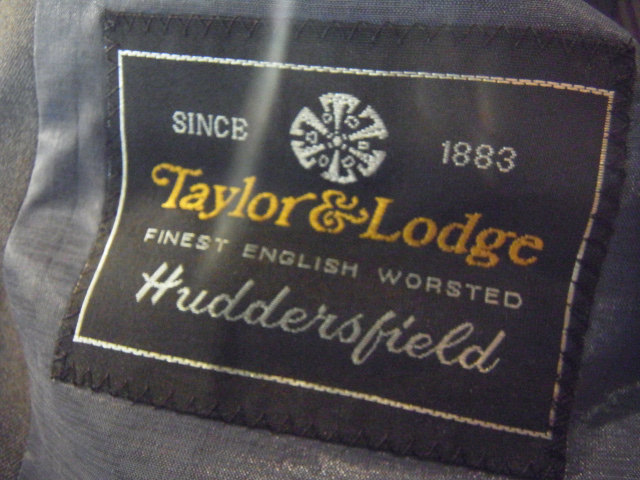 SINCE 1883
Taylor & Lodge
FINEST ENGLISH WORSTED
Huddersfield